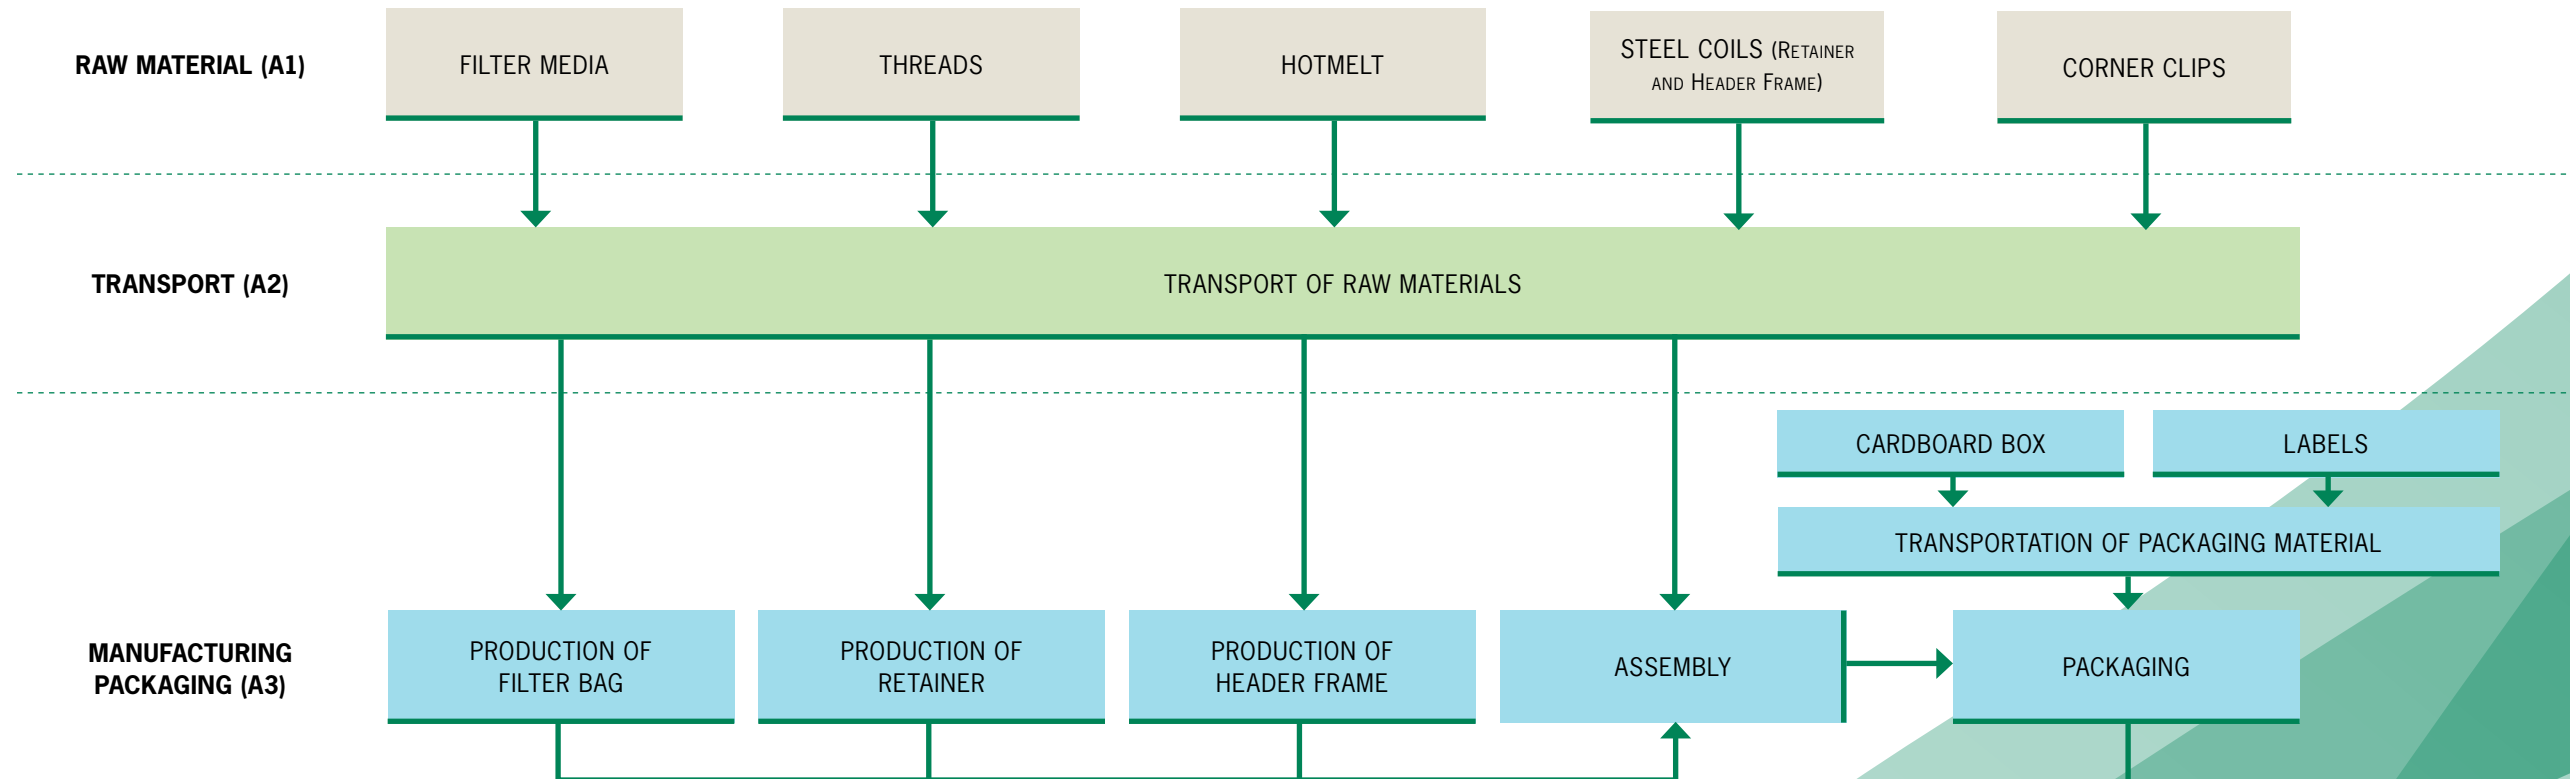 RAW MATERIAL (A1)
FILTER MEDIA
THREADS
HOTMELT
STEEL COILS (RETAINER
AND HEADER FRAME)
CORNER CLIPS
TRANSPORT (A2)
TRANSPORT OF RAW MATERIALS
CARDBOARD BOX
LABELS
TRANSPORTATION OF PACKAGING MATERIAL
MANUFACTURING
PACKAGING (A3)
PRODUCTION OF
FILTER BAG
PRODUCTION OF
RETAINER
PRODUCTION OF
HEADER FRAME
ASSEMBLY
PACKAGING